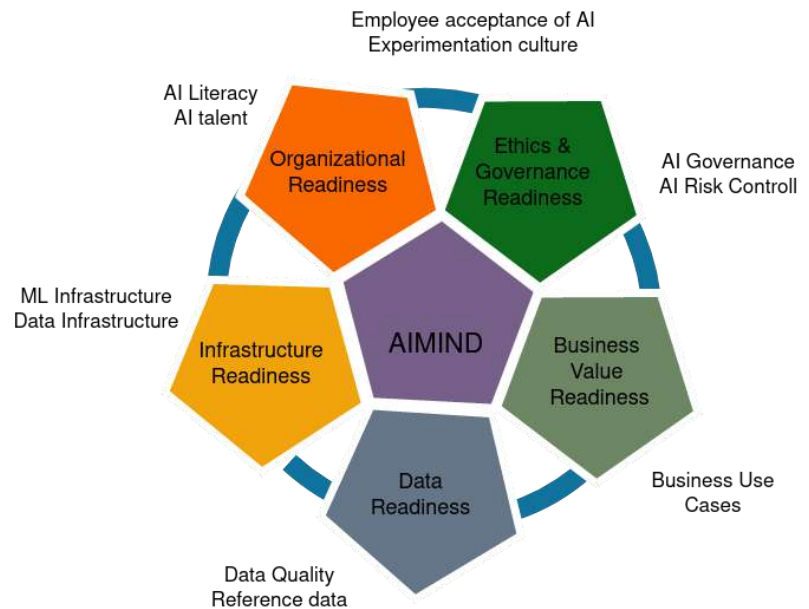 Employee acceptance of AI
Experimentation culture
AI Literacy
AI talent
Organizational
Readiness
Ethics &
Governance
Readiness
AI Governance
AI Risk Controll
ML Infrastructure
Data Infrastructure
Infrastructure
Readiness
AIMIND
Business
Value
Readiness
Data
Readiness
Business Use
Cases
Data Quality
Reference data